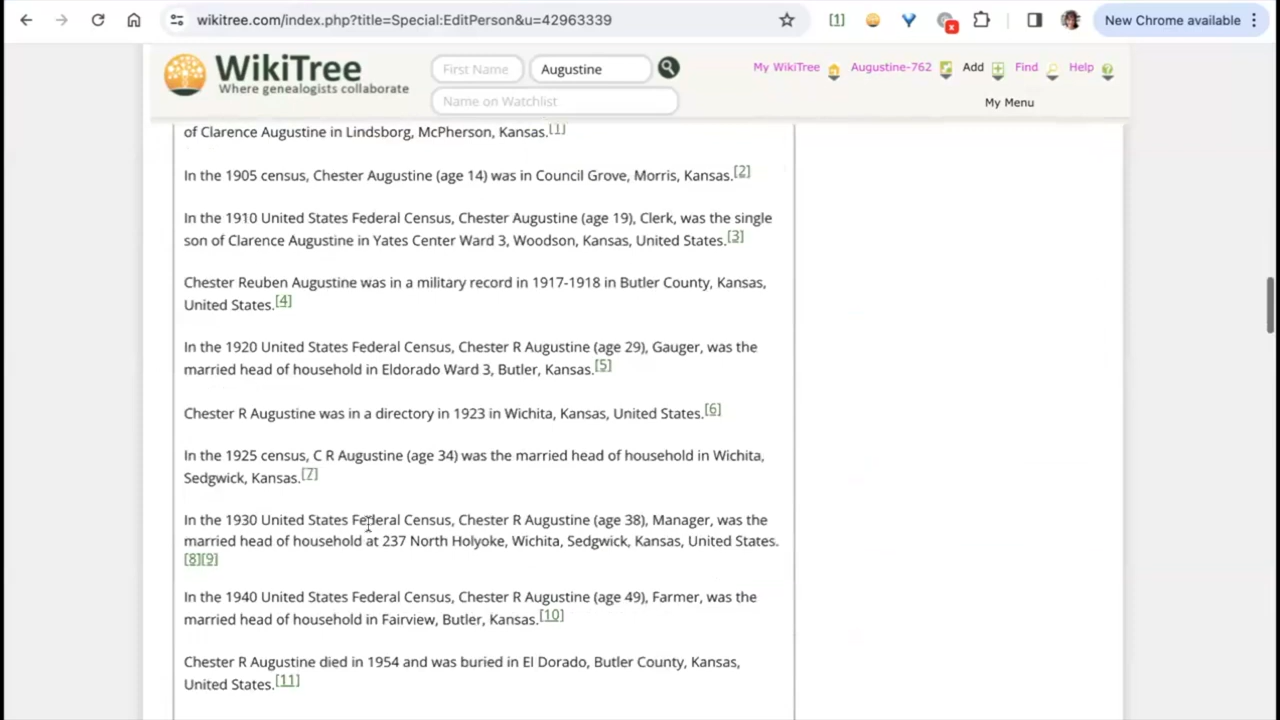 wikitree.com/index.php?title=Special:EditPerson&u=42963339
[1]
New Chrome available
WikiTree
Where genealogists collaborate
First Name
Augustine
Name on Watchlist
My WikiTree
Augustine-762
Add
Find
Help
My Menu
of Clarence Augustine in Lindsborg, McPherson, Kansas.[1]
In the 1905 census, Chester Augustine (age 14) was in Council Grove, Morris, Kansas.[2]
In the 1910 United States Federal Census, Chester Augustine (age 19), Clerk, was the single
son of Clarence Augustine in Yates Center Ward 3, Woodson, Kansas, United States.[3]
Chester Reuben Augustine was in a military record in 1917-1918 in Butler County, Kansas,
United States.[4]
In the 1920 United States Federal Census, Chester R Augustine (age 29), Gauger, was the
married head of household in Eldorado Ward 3, Butler, Kansas.[5]
Chester R Augustine was in a directory in 1923 in Wichita, Kansas, United States.[6]
In the 1925 census, C R Augustine (age 34) was the married head of household in Wichita,
Sedgwick, Kansas.[7]
In the 1930 United States Federal Census, Chester R Augustine (age 38), Manager, was the
married head of household at 237 North Holyoke, Wichita, Sedgwick, Kansas, United States.
[8][9]
In the 1940 United States Federal Census, Chester R Augustine (age 49), Farmer, was the
married head of household in Fairview, Butler, Kansas.[10]
Chester R Augustine died in 1954 and was buried in El Dorado, Butler County, Kansas,
United States.[11]